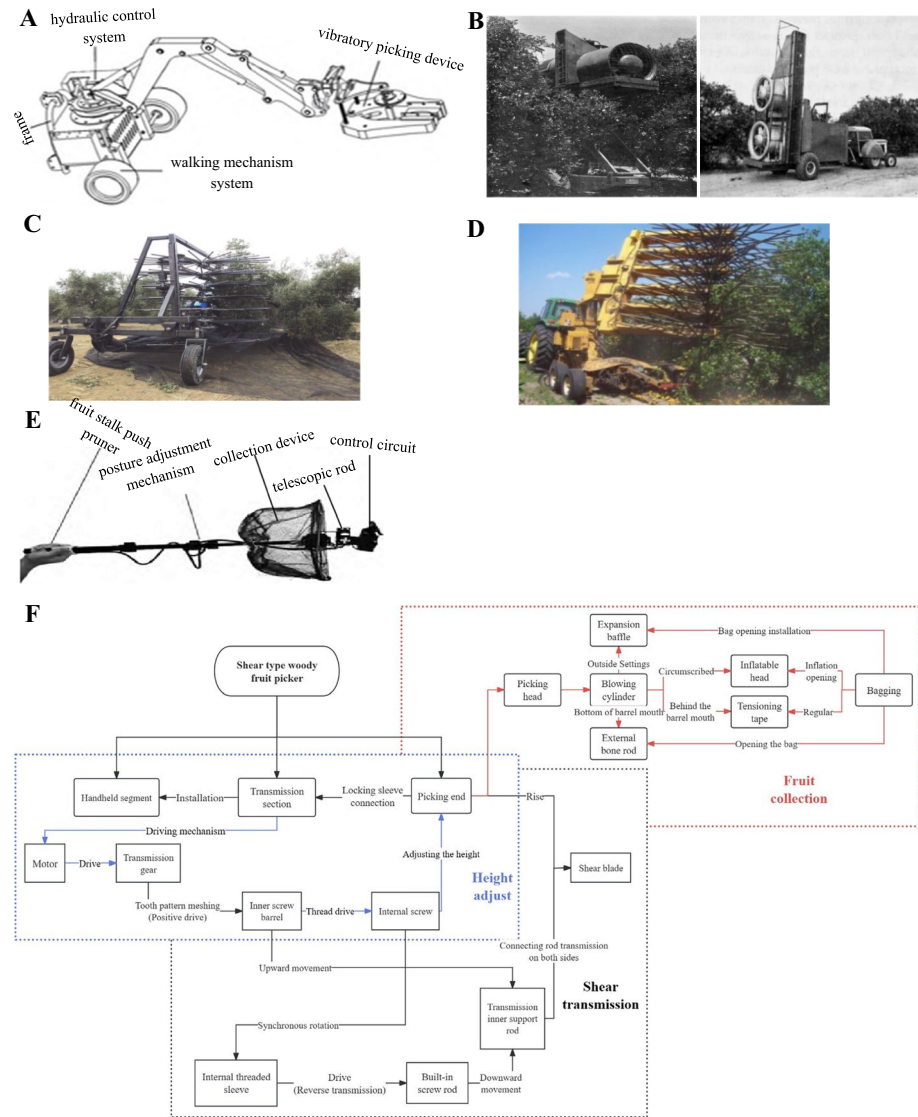 A
hydraulic control
system
vibratory picking device
frame
walking mechanism
system
B
C
D
E
fruit stalk push
pruner
posture adjustment
mechanism
collection device
telescopic rod
control circuit
F
Shear type woody
fruit picker
Expansion
baffle
Bag opening installation
Outside Settings
Picking
head
Blowing
cylinder
Circumscribed
Inflatable
head
Inflation
opening
Bagging
Bottom of barrel mouth
Behind the
barrel mouth
Tensioning
tape
Regular
External
bone rod
Opening the bag
Fruit
collection
Handheld segment
Installation
Transmission
section
Locking sleeve
connection
Picking end
Rise
Driving mechanism
Motor
Drive
Transmission
gear
Adjusting the height
Height
adjust
Shear blade
Tooth pattern meshing
(Positive drive)
Inner screw
barrel
Thread drive
Internal screw
Connecting rod transmission
on both sides
Upward movement
Shear
transmission
Transmission
inner support
rod
Synchronous rotation
Internal threaded
sleeve
Drive
(Reverse transmission)
Built-in
screw rod
Downward
movement